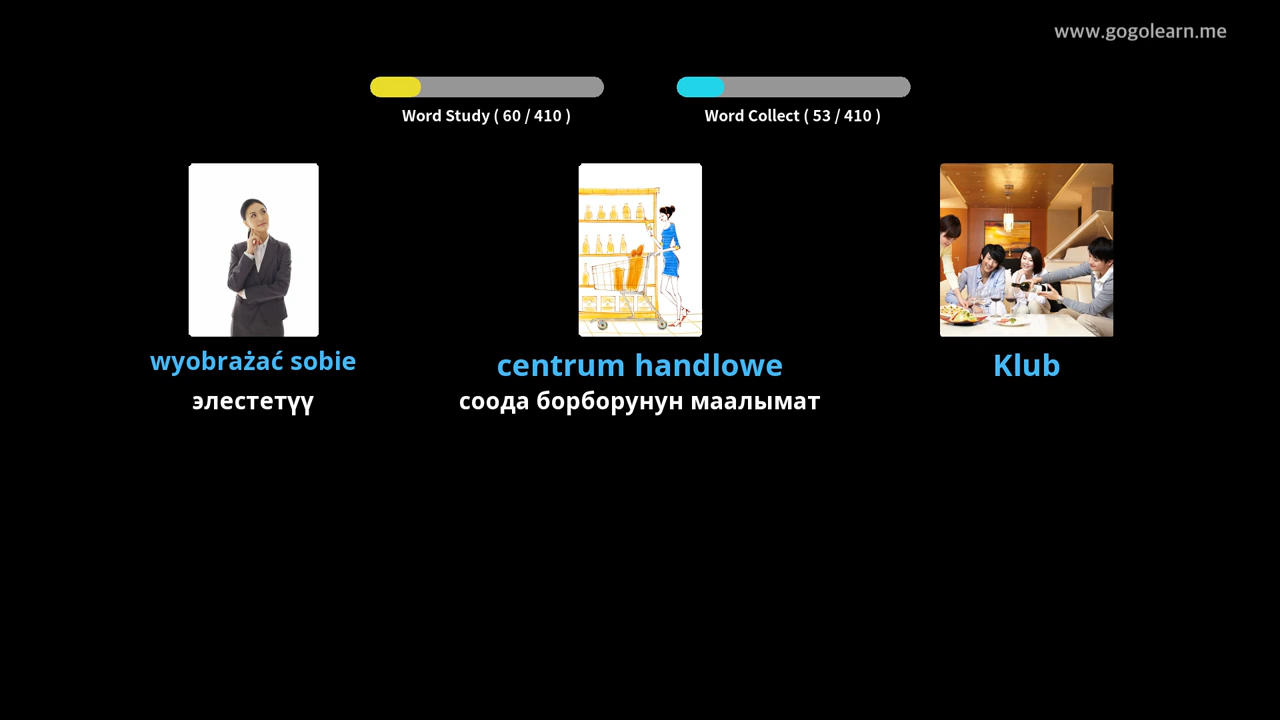 www.gogolearn.me
Word Study ( 60 / 410 )
Word Collect ( 53 / 410 )
wyobrażać sobie
элестетүү
centrum handlowe
соода борборунун маалымат
Klub